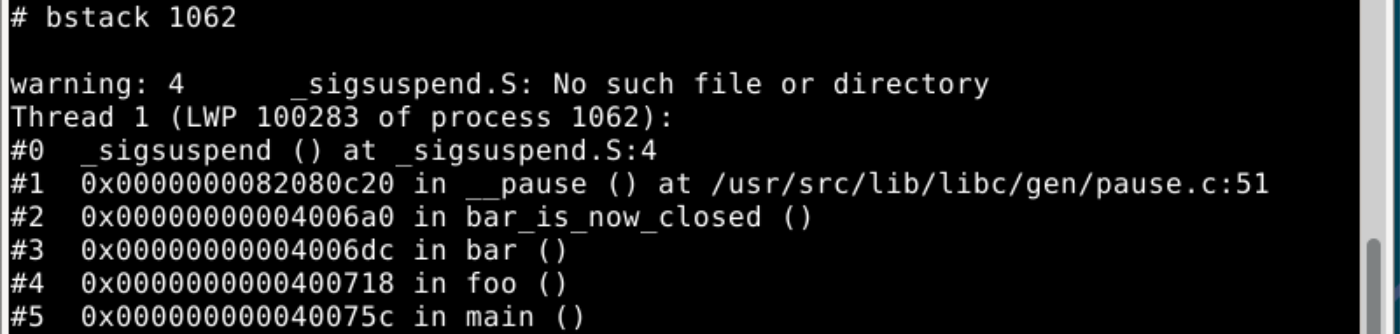 # bstack 1062
warning: 4      _sigsuspend.S: No such file or directory
Thread 1 (LWP 100283 of process 1062):
#0  _sigsuspend () at _sigsuspend.S:4
#1  0x0000000082080c20 in __pause () at /usr/src/lib/libc/gen/pause.c:51
#2  0x00000000004006a0 in bar_is_now_closed ()
#3  0x00000000004006dc in bar ()
#4  0x0000000000400718 in foo ()
#5  0x000000000040075c in main ()